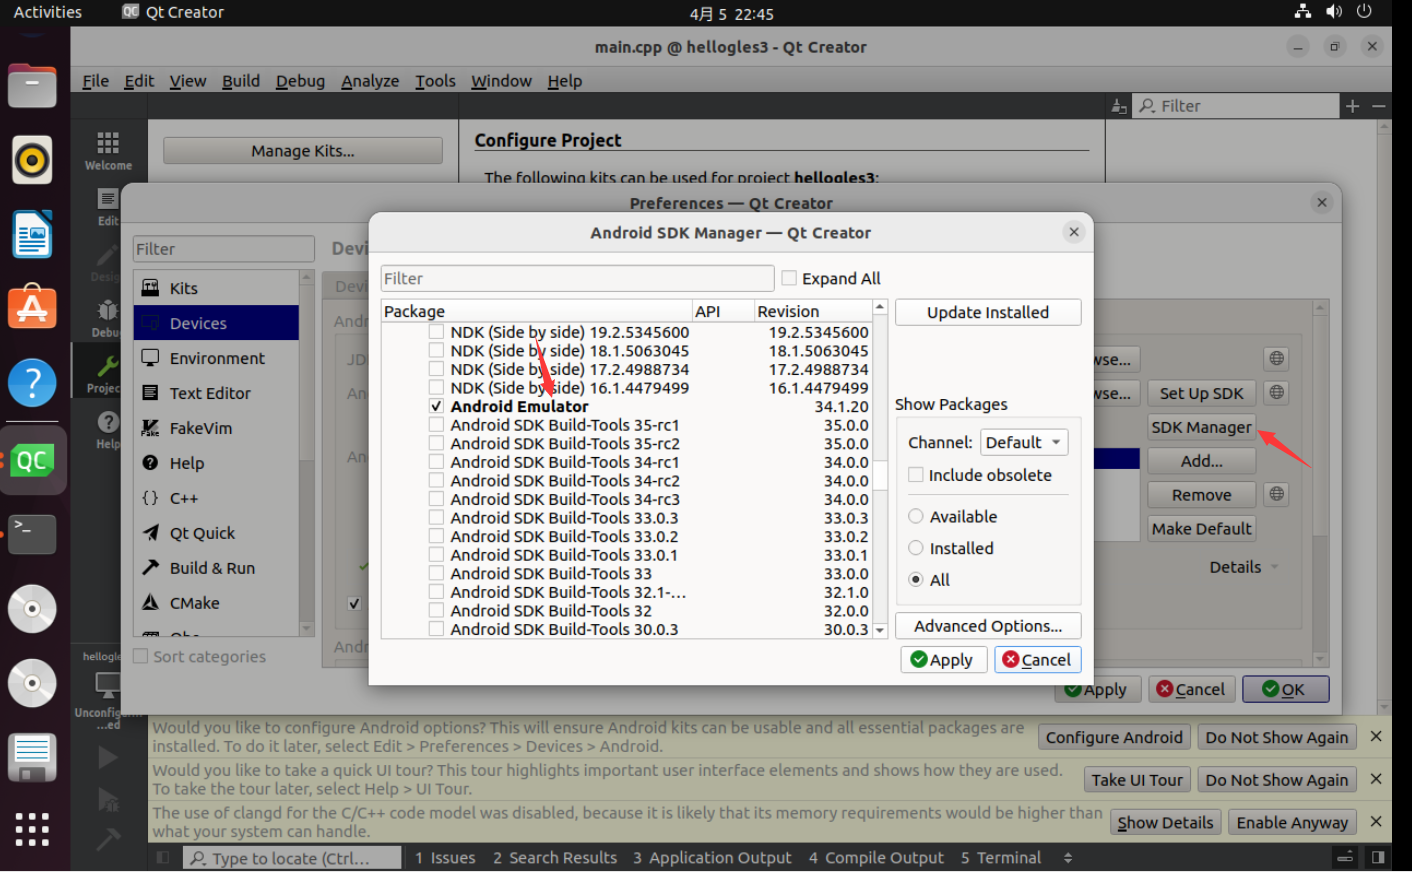 Activities
Qt Creator
4月 5 22:45
main.cpp @ hellogles3 - Qt Creator
File Edit View Build Debug Analyze Tools Window Help
Filter
Welcome
Manage Kits...
Configure Project
The following kits can be used for project hellogles3:
Edit
Preferences — Qt Creator
Android SDK Manager — Qt Creator
Filter
Devi
Filter
Expand All
Kits
Devices
Environment
Text Editor
FakeVim
Help
C++
Qt Quick
Build & Run
CMake
Sort categories
Package API Revision
NDK (Side by side) 19.2.5345600 19.2.5345600
NDK (Side by side) 18.1.5063045 18.1.5063045
NDK (Side by side) 17.2.4988734 17.2.4988734
NDK (Side by side) 16.1.4479499 16.1.4479499
Android Emulator 34.1.20
Android SDK Build-Tools 35-rc1 35.0.0
Android SDK Build-Tools 35-rc2 35.0.0
Android SDK Build-Tools 34-rc1 34.0.0
Android SDK Build-Tools 34-rc2 34.0.0
Android SDK Build-Tools 34-rc3 34.0.0
Android SDK Build-Tools 33.0.3 33.0.3
Android SDK Build-Tools 33.0.2 33.0.2
Android SDK Build-Tools 33.0.1 33.0.1
Android SDK Build-Tools 33 33.0.0
Android SDK Build-Tools 32.1-... 32.1.0
Android SDK Build-Tools 32 32.0.0
Android SDK Build-Tools 30.0.3 30.0.3
Update Installed
Show Packages
Channel: Default
Include obsolete
Available
Installed
All
Advanced Options...
Apply
Cancel
wse...
wse...
Set Up SDK
SDK Manager
Add...
Remove
Make Default
Details
Apply
Cancel
OK
Desig
Debu
Projec
Help
hellogle
Unconfig...
...ed
Would you like to configure Android options? This will ensure Android kits can be usable and all essential packages are
installed. To do it later, select Edit > Preferences > Devices > Android.
Configure Android
Do Not Show Again
Would you like to take a quick UI tour? This tour highlights important user interface elements and shows how they are used.
To take the tour later, select Help > UI Tour.
Take UI Tour
Do Not Show Again
The use of clangd for the C/C++ code model was disabled, because it is likely that its memory requirements would be higher than
what your system can handle.
Show Details
Enable Anyway
Type to locate (Ctrl...
1 Issues 2 Search Results 3 Application Output 4 Compile Output 5 Terminal